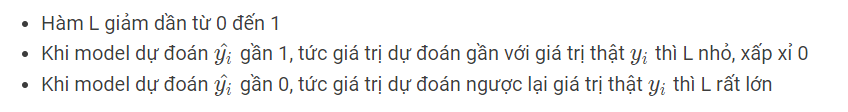 • Hàm L giảm dần từ 0 đến 1
• Khi model dự đoán $\hat{y_i}$ gần 1, tức giá trị dự đoán gần với giá trị thật $y_i$ thì L nhỏ, xấp xỉ 0
• Khi model dự đoán $\hat{y_i}$ gần 0, tức giá trị dự đoán ngược lại giá trị thật $y_i$ thì L rất lớn